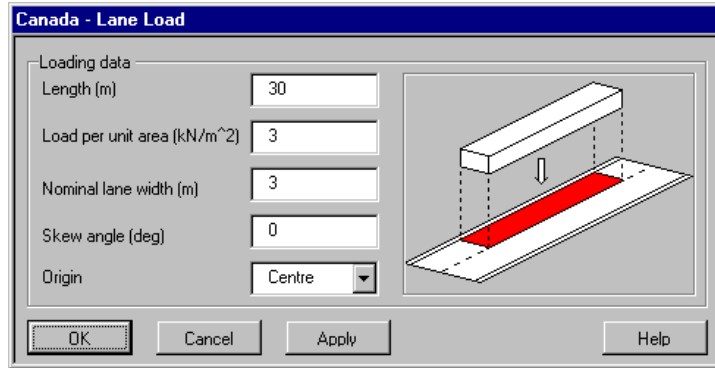 Canada - Lane Load
Loading data
Length (m) 30
Load per unit area (kN/m^2) 3
Nominal lane width (m) 3
Skew angle (deg) 0
Origin Centre
OK Cancel Apply Help